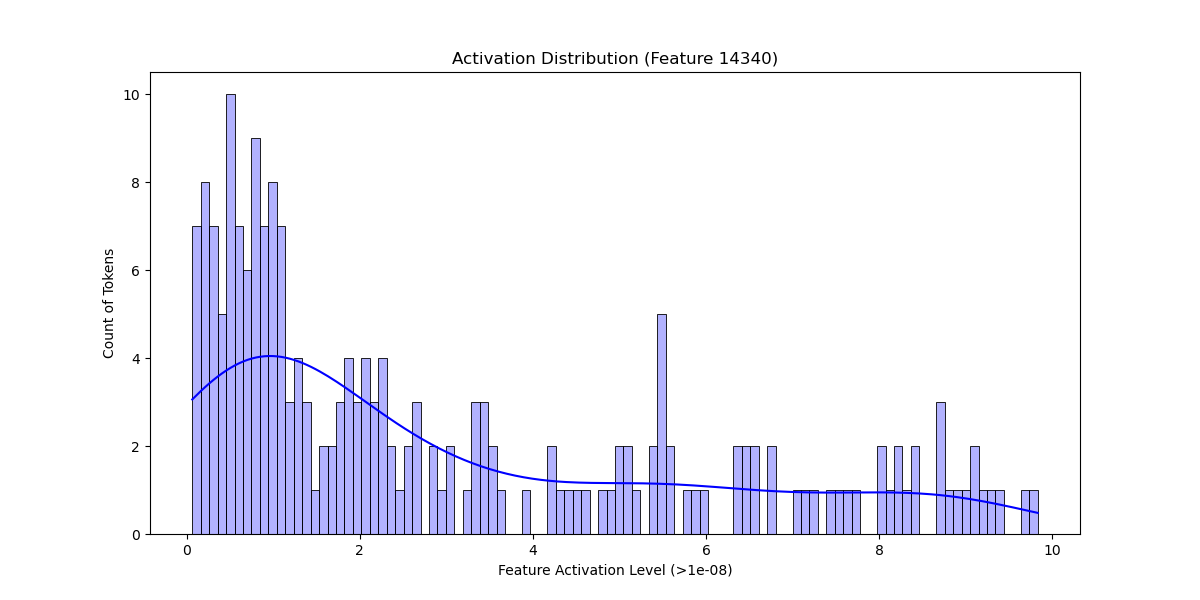 Activation Distribution (Feature 14340)
10
8
6
4
2
0
Count of Tokens
0 2 4 6 8 10
Feature Activation Level (>1e-08)